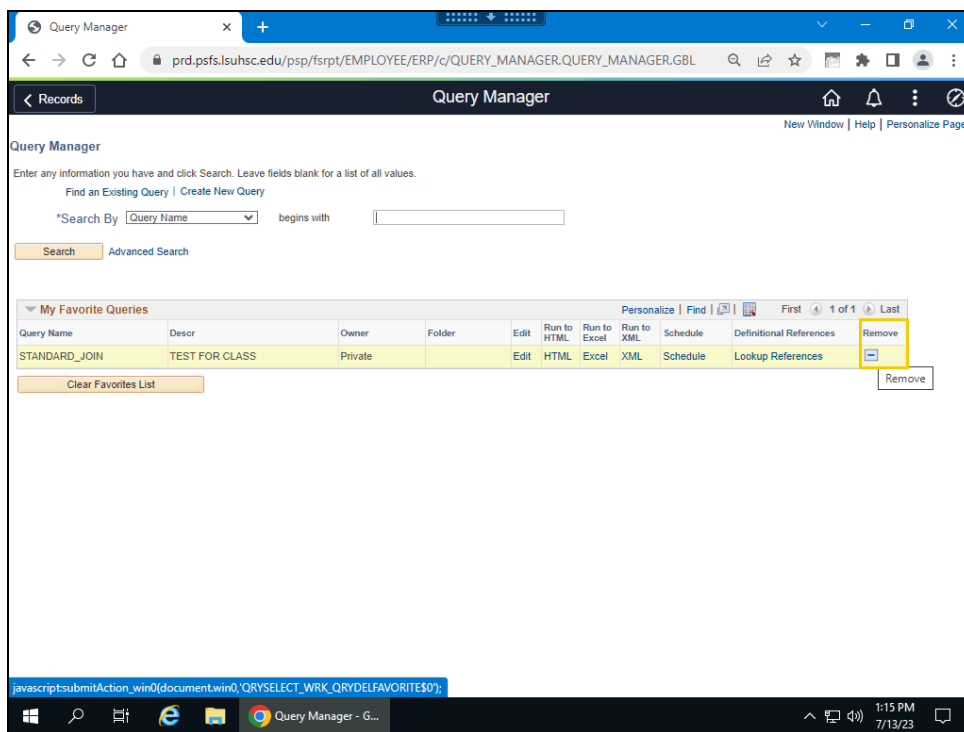 Query Manager
prd.psfs.lsuhsc.edu/psp/fsrpt/EMPLOYEE/ERP/c/QUERY_MANAGER.QUERY_MANAGER.GBL
Records
Query Manager
New Window | Help | Personalize Page
Query Manager
Enter any information you have and click Search. Leave fields blank for a list of all values.
Find an Existing Query | Create New Query
*Search By Query Name begins with
Search Advanced Search
My Favorite Queries Personalize | Find | First 1 of 1 Last
Query Name Descr Owner Folder Edit Run to HTML Run to Excel Run to XML Schedule Definitional References Remove
STANDARD_JOIN TEST FOR CLASS Private Edit HTML Excel XML Schedule Lookup References
Clear Favorites List
Remove
javascript:submitAction_win0(document.win0,'QRYSELECT_WRK_QRYDELFAVORITE$0');
Query Manager - G...
1:15 PM
7/13/23